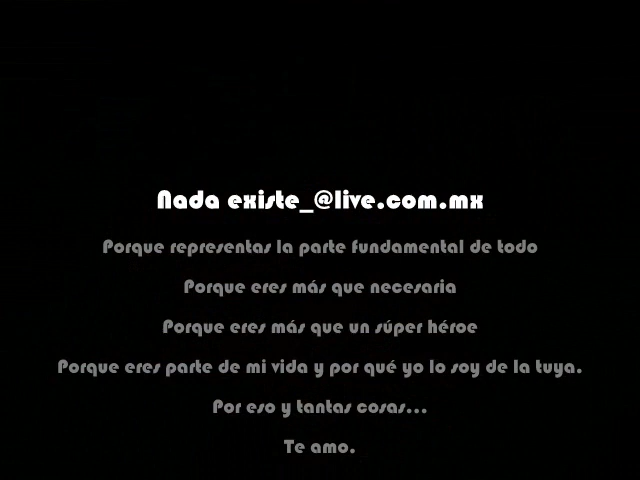 Nada existe_@live.com.mx
Porque representas la parte fundamental de todo
Porque eres más que necesaria
Porque eres más que un súper héroe
Porque eres parte de mi vida y por qué yo lo soy de la tuya.
Por eso y tantas cosas...
Te amo.